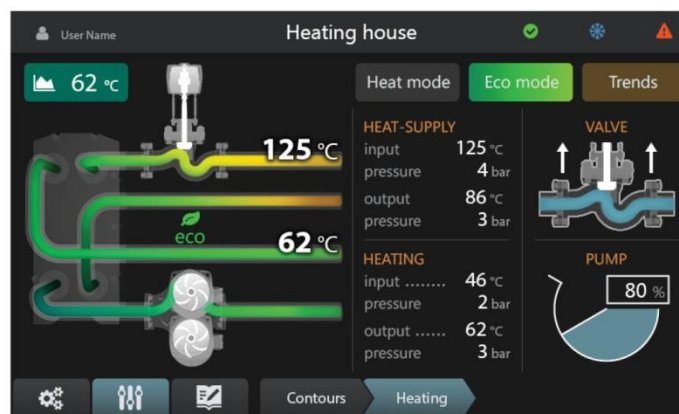 User Name
Heating house
62 °C
Heat mode
Eco mode
Trends
125 °C
eco
62 °C
HEAT-SUPPLY
input 125 °C
pressure 4 bar
output 86 °C
pressure 3 bar
HEATING
input ........ 46 °C
pressure 2 bar
output ...... 62 °C
pressure 3 bar
VALVE
PUMP
80 %
Contours
Heating